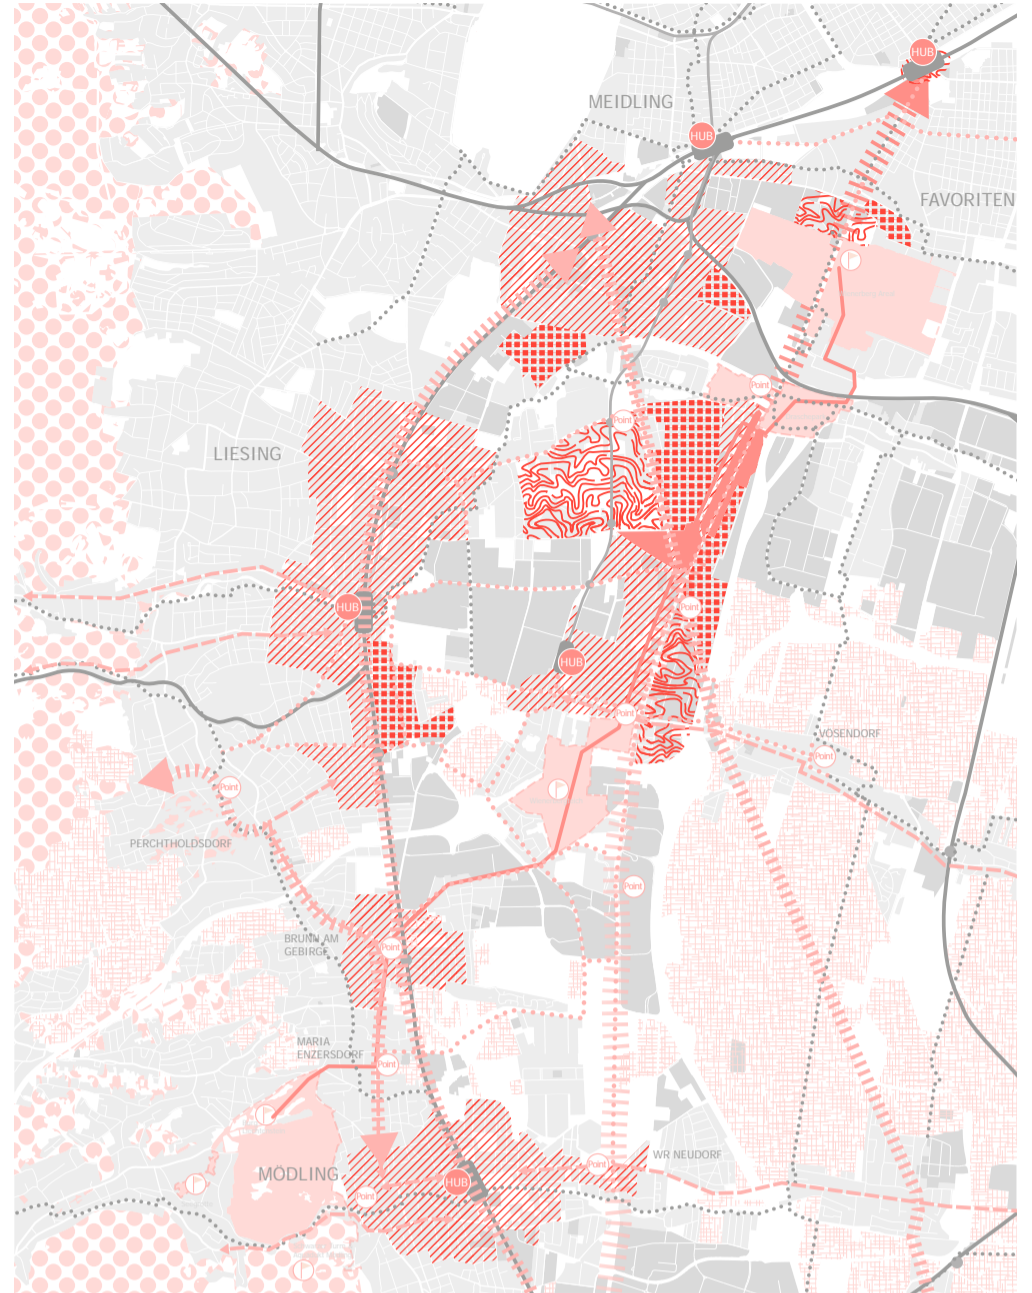 HUB
MEIDLING
HUB
FAVORITEN
Point
Point
LIESING
HUB
Point
HUB
Point
VÖSENDORF
Point
Point
PERCHTHOLDSDORF
Point
BRUNN AM
GEBIRGE
Point
MARIA
ENZERSDORF
Point
WR NEUDORF
Point
MÖDLING
HUB
Point